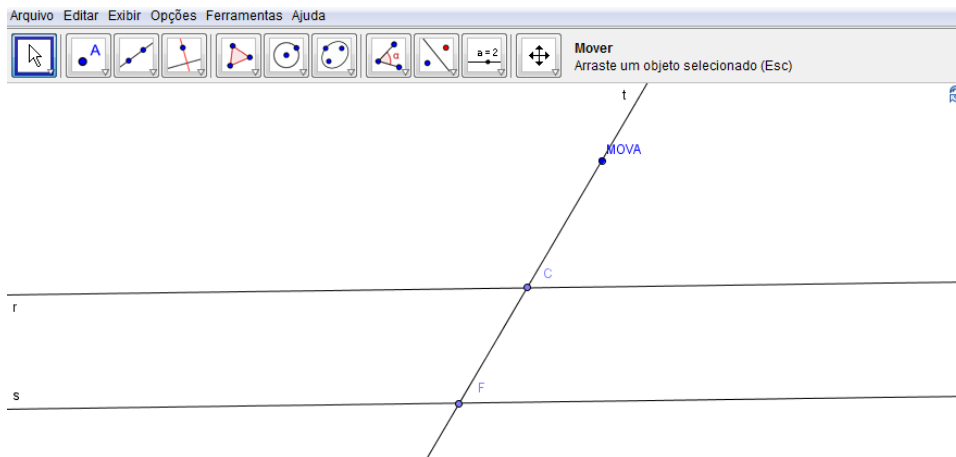 Arquivo Editar Exibir Opções Ferramentas Ajuda
A
α
a = 2
Mover
Arraste um objeto selecionado (Esc)
t
MOVA
C
r
s
F